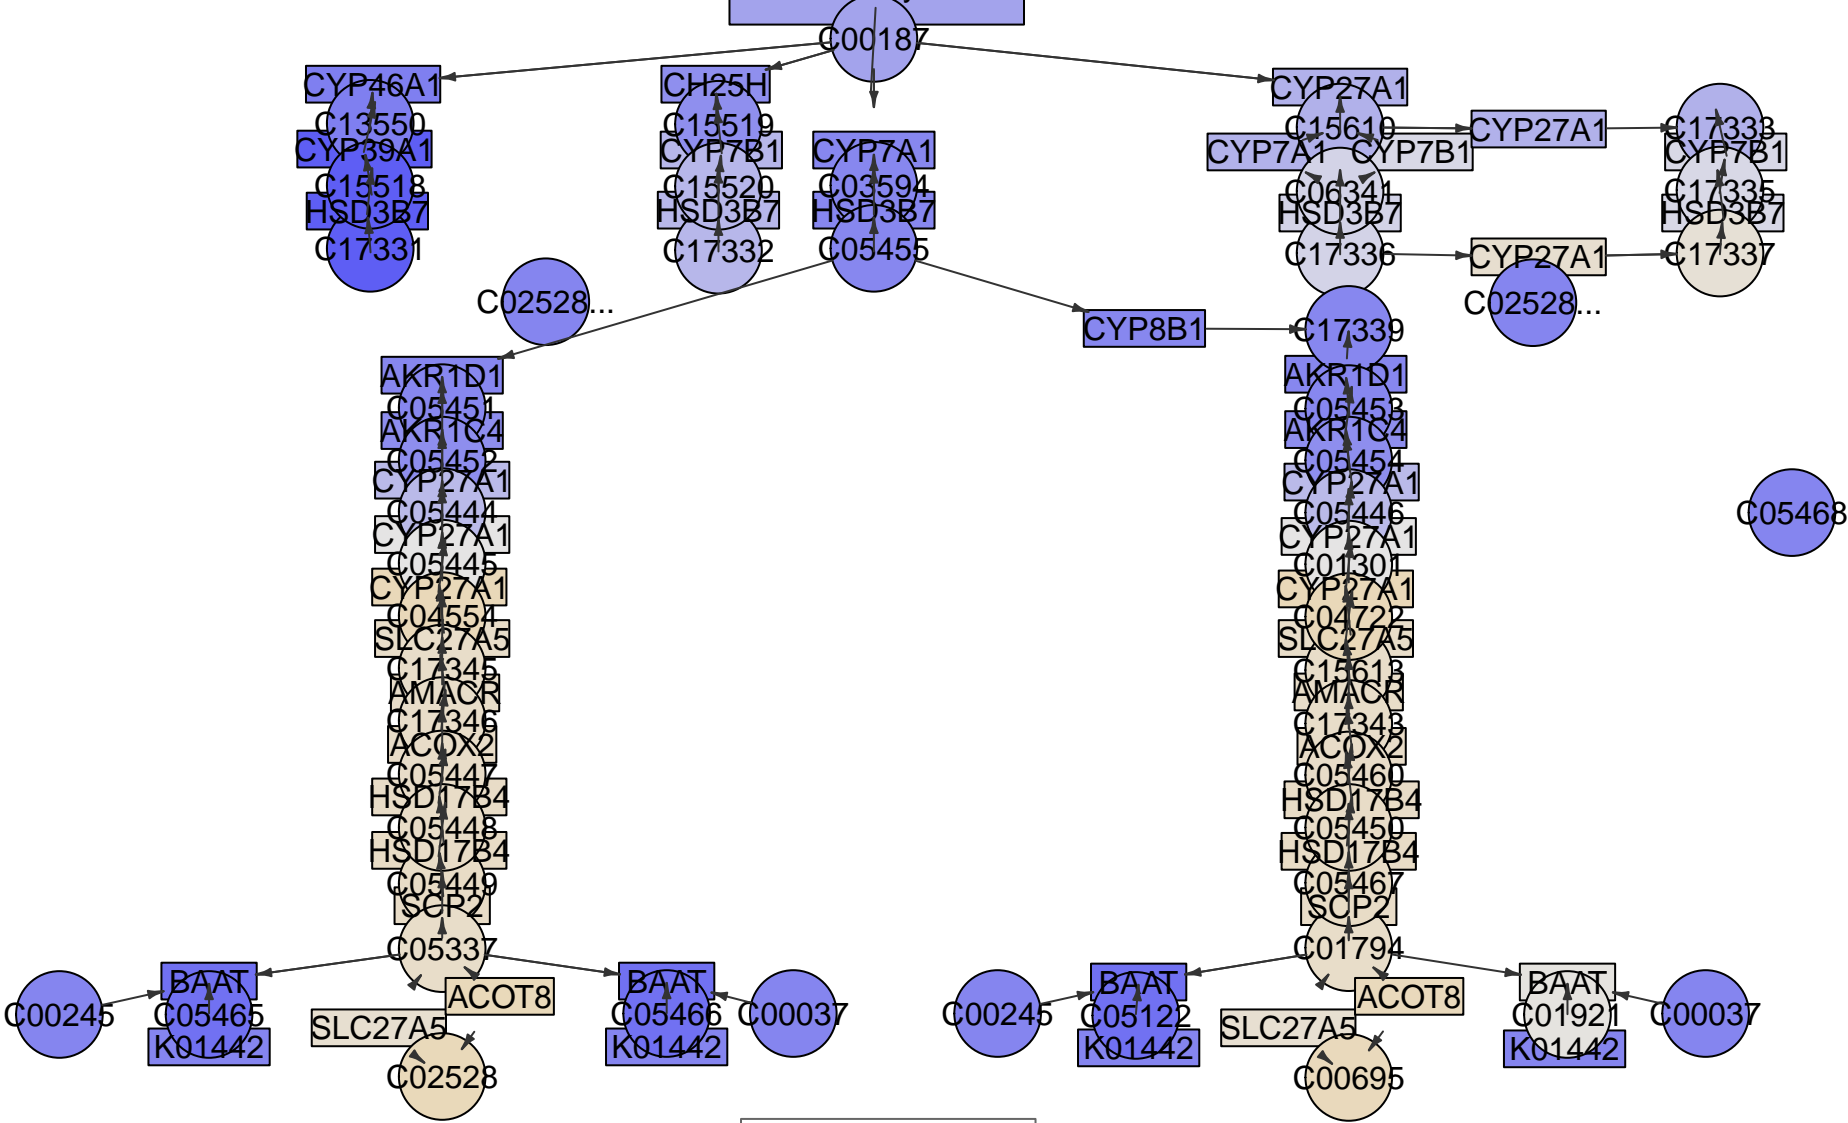 C00187
CYP46A1
CH25H
CYP27A1
C13550
C15519
C15610
CYP27A1
C17333
CYP39A1
CYP7B1
CYP7A1
CYP7A1
CYP7B1
CYP7B1
C15518
C15520
C03594
C06341
C17335
HSD3B7
HSD3B7
HSD3B7
HSD3B7
HSD3B7
C17331
C17332
C05455
C17336
CYP27A1
C17337
C02528...
C02528...
CYP8B1
C17339
AKR1D1
AKR1D1
C05451
C05453
AKR1C4
AKR1C4
C05452
C05454
CYP27A1
CYP27A1
C05444
C05446
C05468
CYP27A1
CYP27A1
C05445
C01301
CYP27A1
CYP27A1
C04554
C04722
SLC27A5
SLC27A5
C17345
C15613
AMACR
AMACR
C17346
C17343
ACOX2
ACOX2
C05447
C05460
HSD17B4
HSD17B4
C05448
C05450
HSD17B4
HSD17B4
C05449
C05467
SCP2
SCP2
C05337
C01794
BAAT
BAAT
BAAT
BAAT
ACOT8
ACOT8
C00245
C05465
C05466
C00037
C00245
C05122
C01921
C00037
SLC27A5
SLC27A5
K01442
K01442
K01442
K01442
C02528
C00695